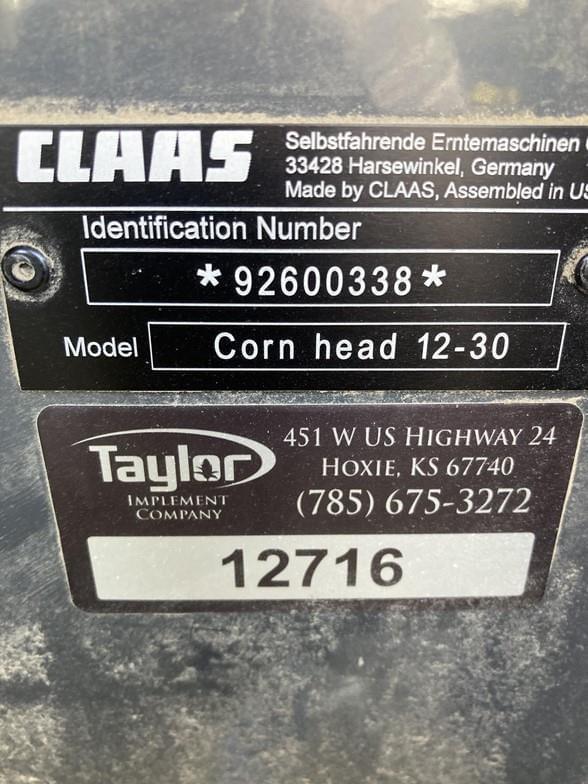 CLAAS
Selbstfahrende Erntemaschinen
33428 Harsewinkel, Germany
Made by CLAAS, Assembled in US
Identification Number
*92600338*
Model Corn head 12-30
Taylor
IMPLEMENT
COMPANY
451 W US HIGHWAY 24
HOXIE, KS 67740
(785) 675-3272
12716